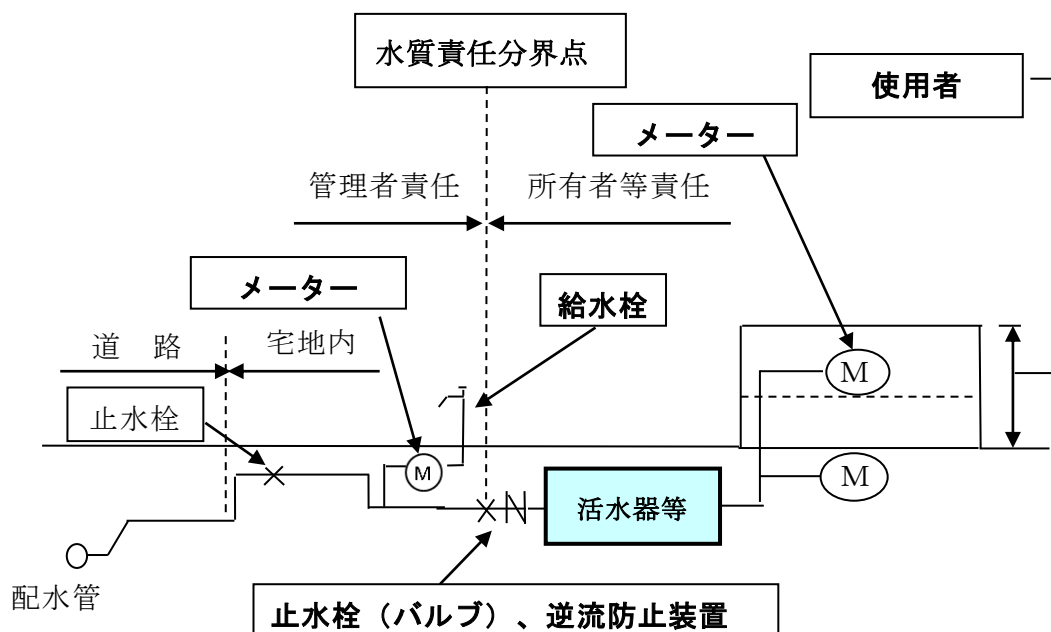 水質責任分界点
使用者
メーター
管理者責任
所有者等責任
メーター
給水栓
道　路
宅地内
止水栓
M
M
M
活水器等
配水管
止水栓（バルブ）、逆流防止装置